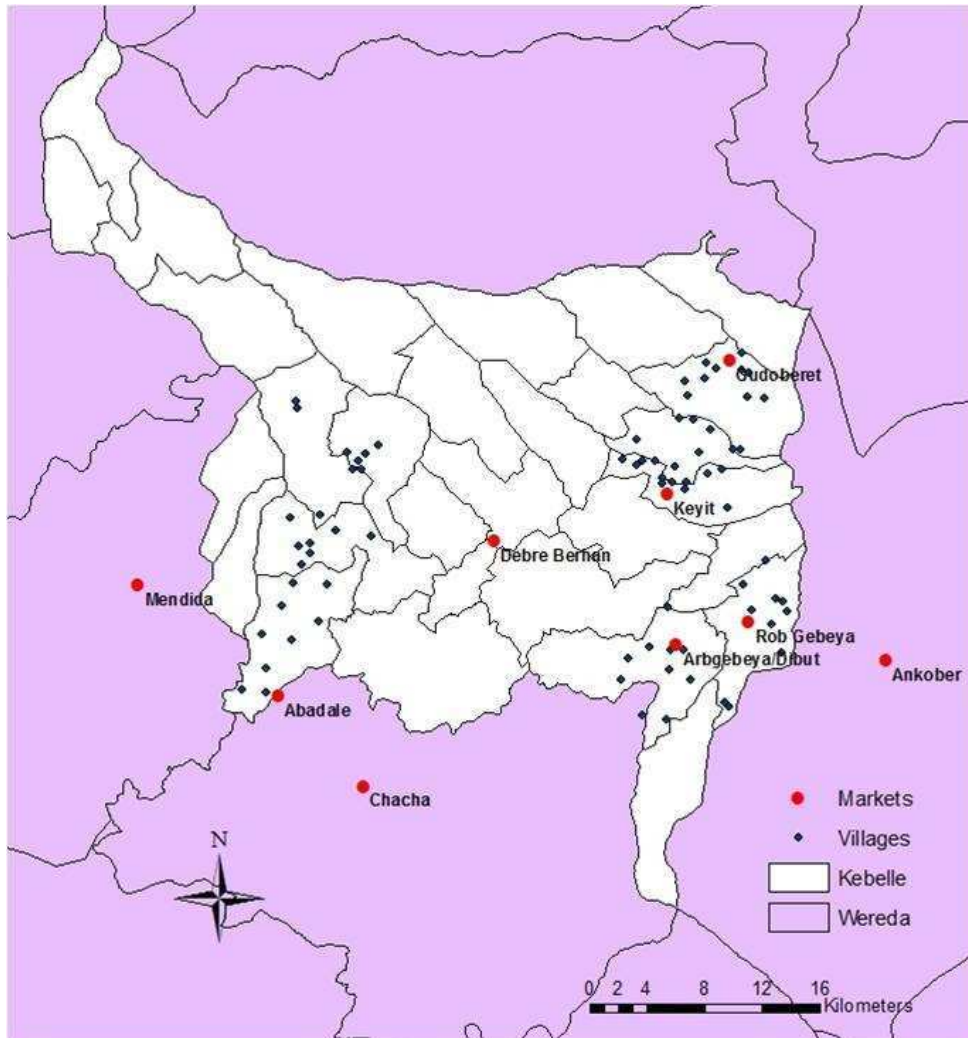 Gudoberet
Keyit
Debre Berhan
Mendida
Rob Gebeya
Arbgebeya/Dibut
Ankober
Abadale
Chacha
Markets
Villages
Kebelle
Wereda
N
0 2 4 8 12 16
Kilometers